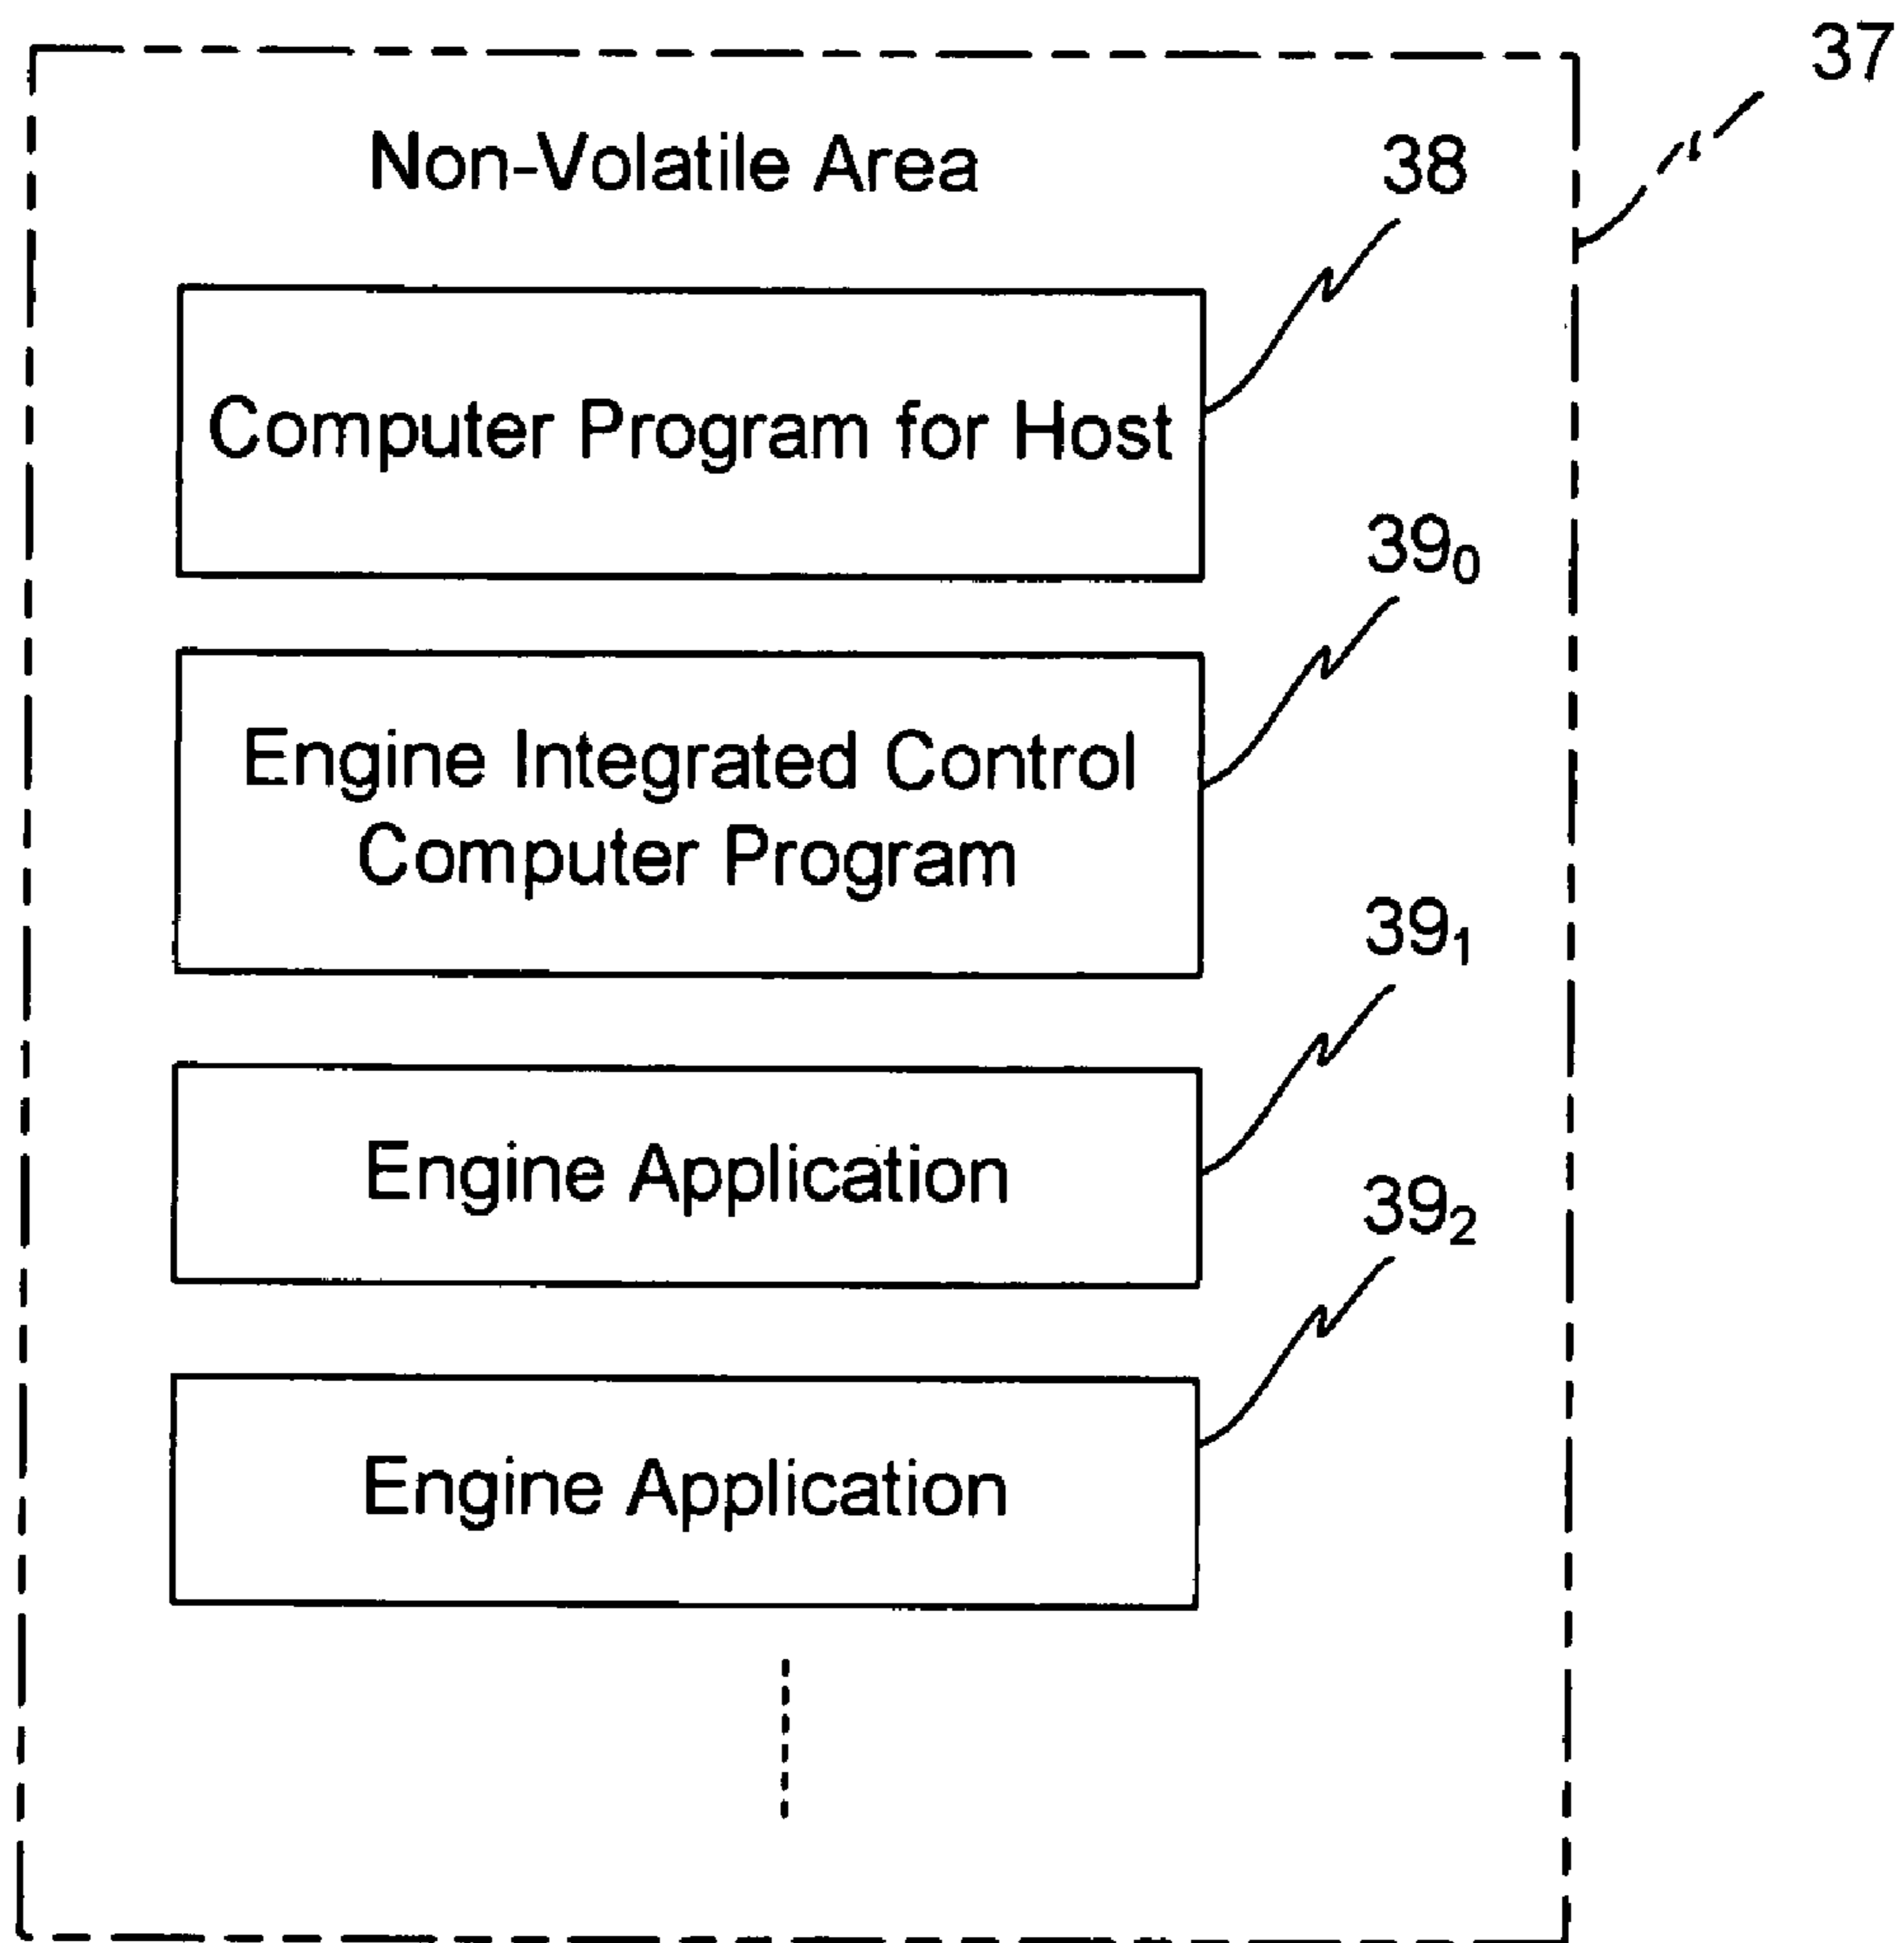 37
Non-Volatile Area
38
Computer Program for Host
39₀
Engine Integrated Control
Computer Program
39₁
Engine Application
39₂
Engine Application